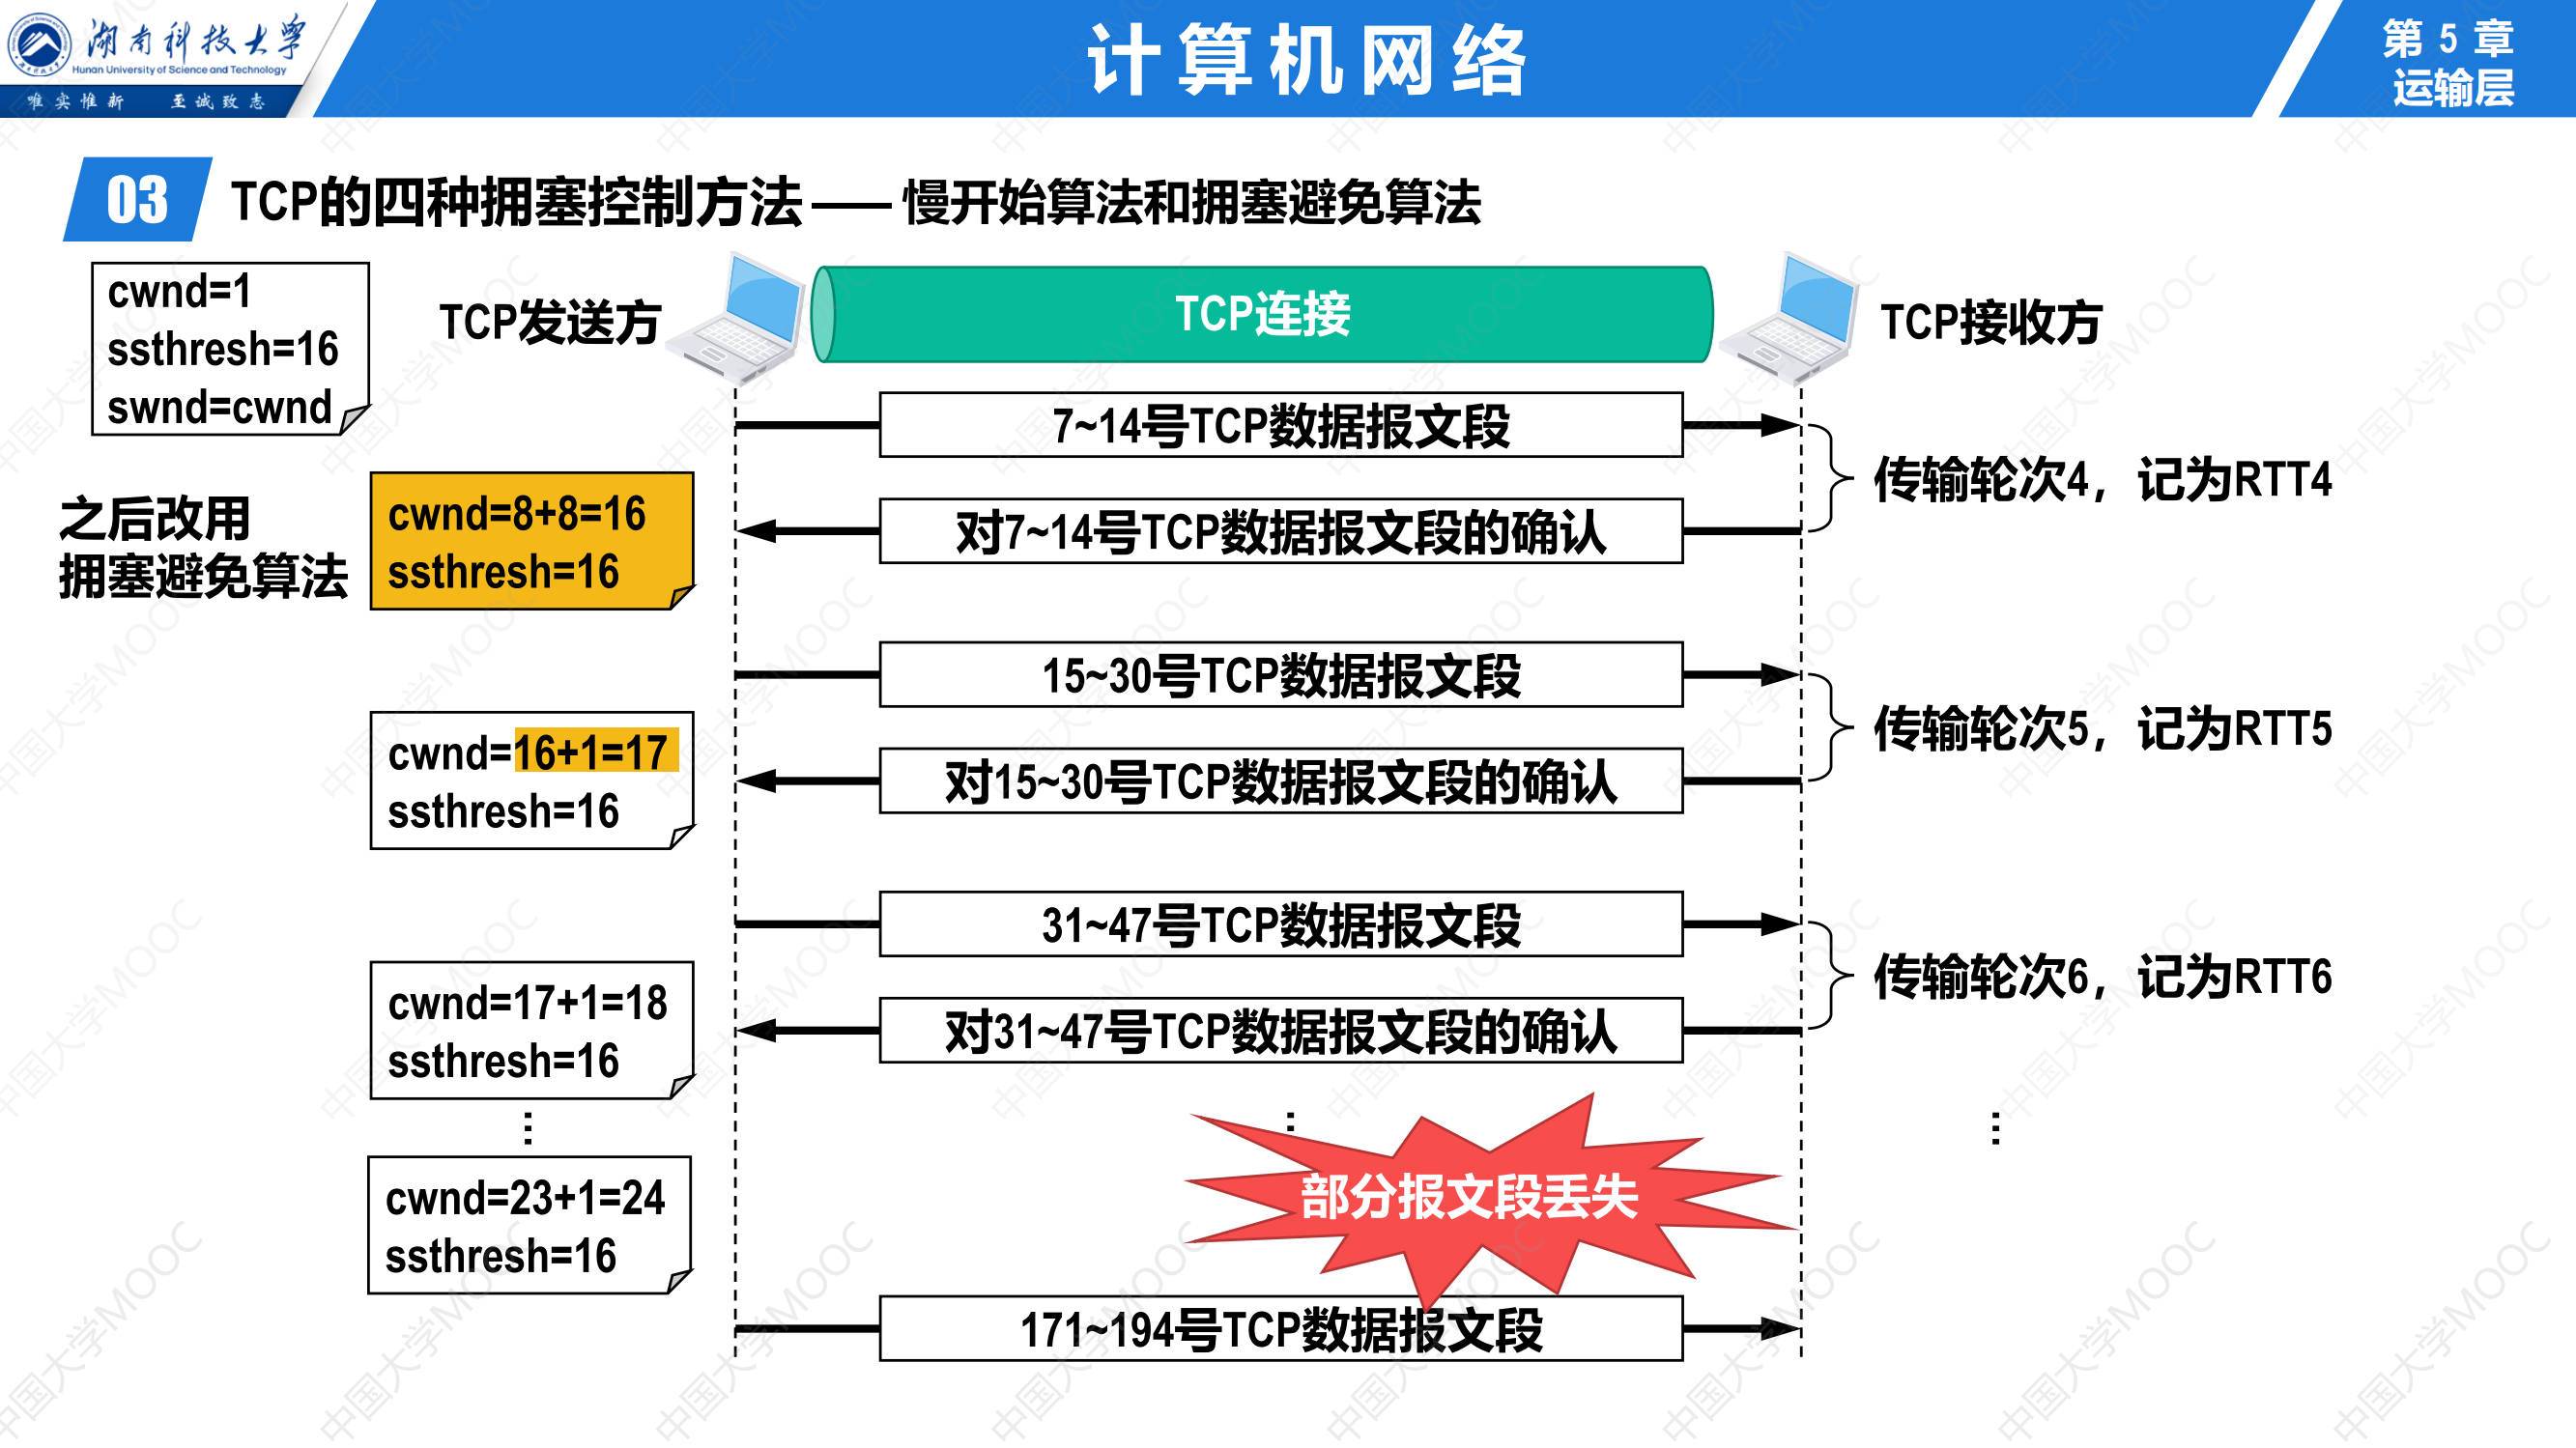 湖南科技大学
Hunan University of Science and Technology
唯实惟新 至诚致志
计算机网络
第 5 章
运输层
03
TCP的四种拥塞控制方法——慢开始算法和拥塞避免算法
cwnd=1
ssthresh=16
swnd=cwnd
TCP发送方
TCP连接
TCP接收方
7~14号TCP数据报文段
传输轮次4，记为RTT4
之后改用
拥塞避免算法
cwnd=8+8=16
ssthresh=16
对7~14号TCP数据报文段的确认
15~30号TCP数据报文段
传输轮次5，记为RTT5
cwnd=16+1=17
ssthresh=16
对15~30号TCP数据报文段的确认
31~47号TCP数据报文段
传输轮次6，记为RTT6
cwnd=17+1=18
ssthresh=16
对31~47号TCP数据报文段的确认
…
…
…
cwnd=23+1=24
ssthresh=16
部分报文段丢失
171~194号TCP数据报文段
中国大学MOOC